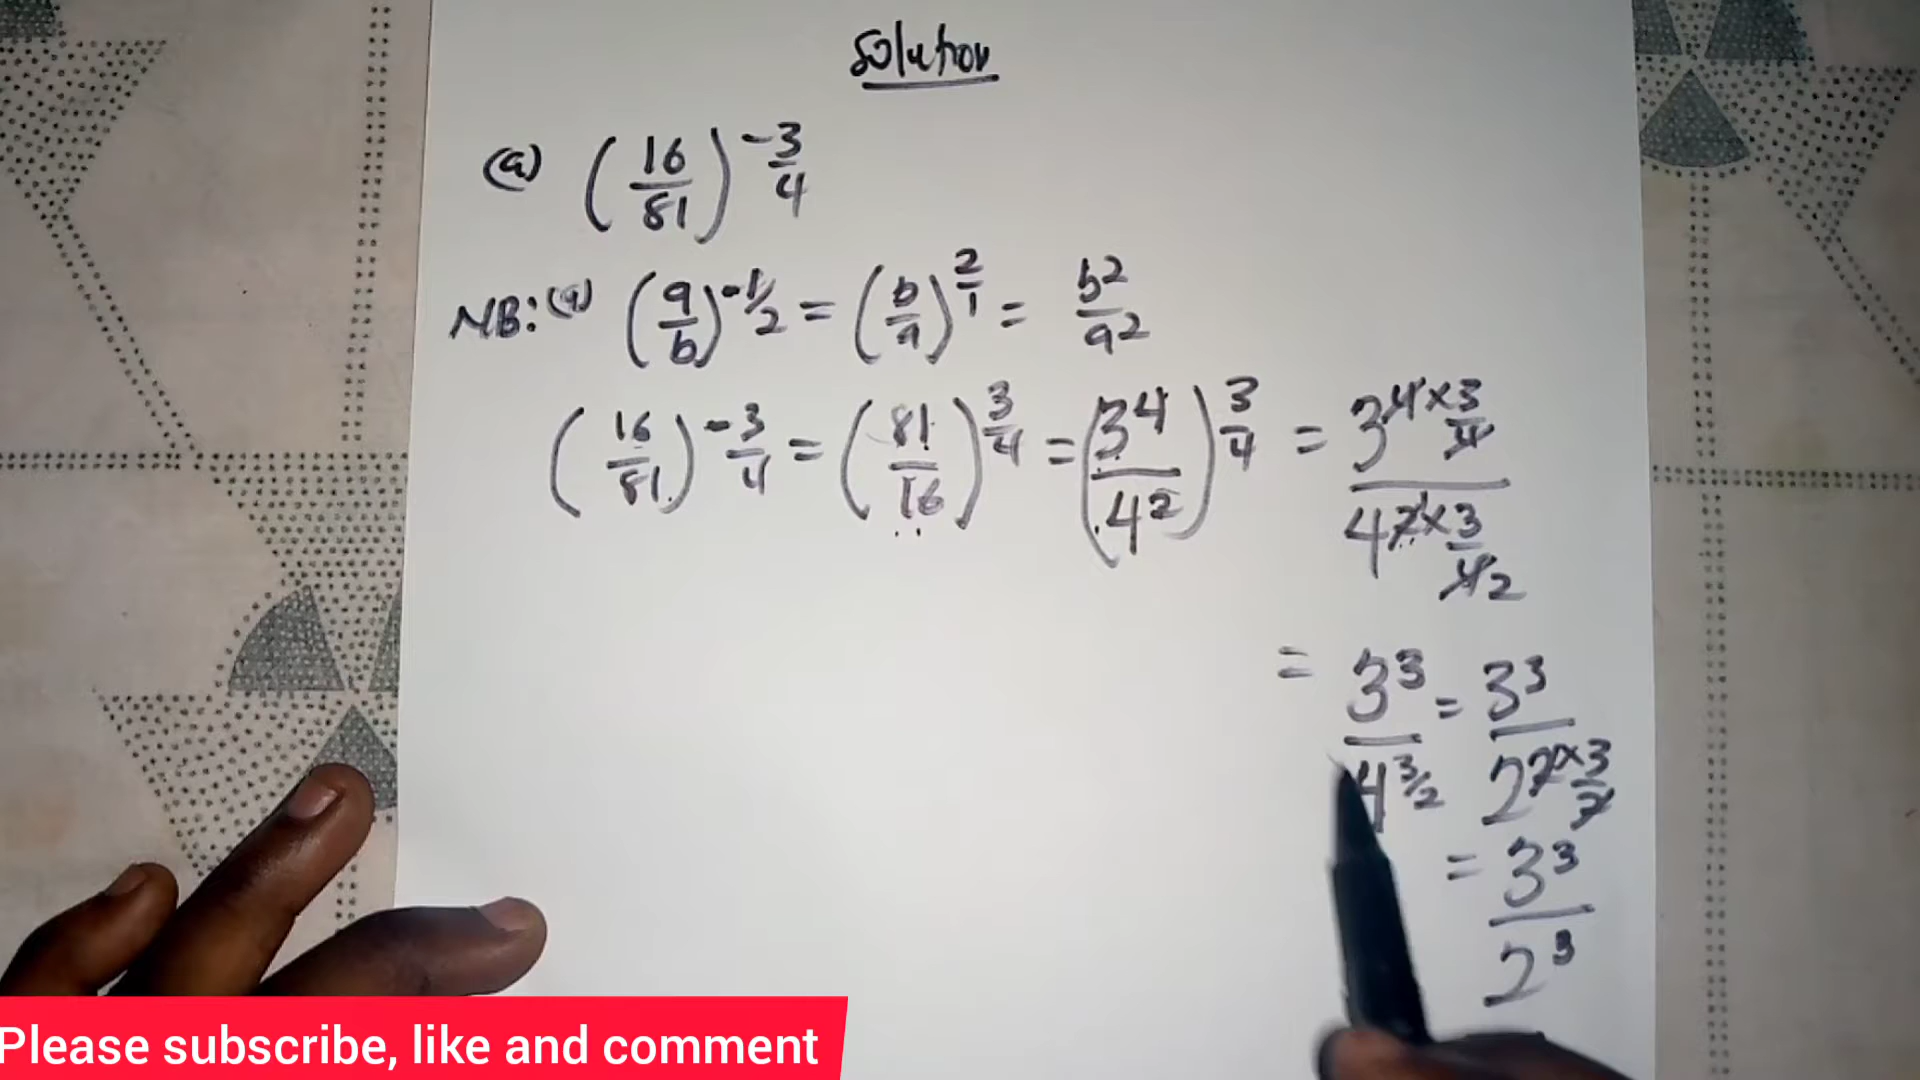 Solution
(a) (16/81)^-3/4
NB: (a) (a/b)^-1/2 = (b/a)^2/1 = b²/a²
(16/81)^-3/4 = (81/16)^3/4 = (3⁴/4²)^3/4 = 3^4×3/4 / 4^2×3/4 2
= 3³/4^3/2 = 3³/2^2×3/2
= 3³/2³
Please subscribe, like and comment